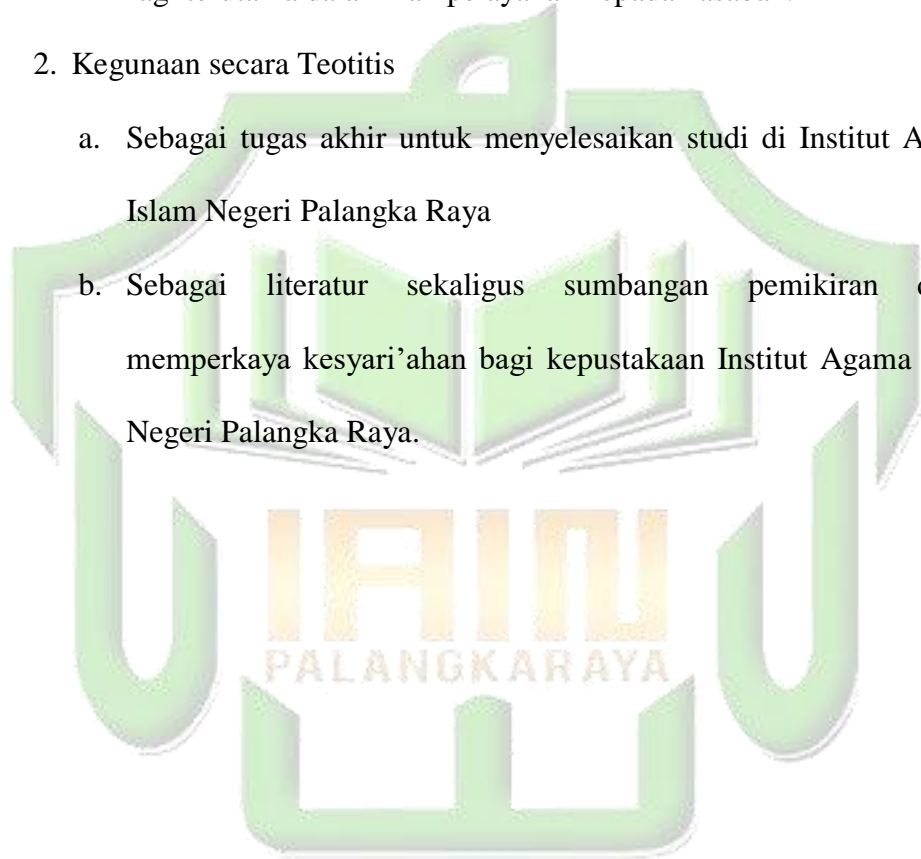 2. Kegunaan secara Teotitis
a. Sebagai tugas akhir untuk menyelesaikan studi di Institut
Islam Negeri Palangka Raya
b. Sebagai literatur sekaligus sumbangan pemikiran
memperkaya kesyari’ahan bagi kepustakaan Institut Agama
Negeri Palangka Raya.
IAIN
PALANGKARAYA